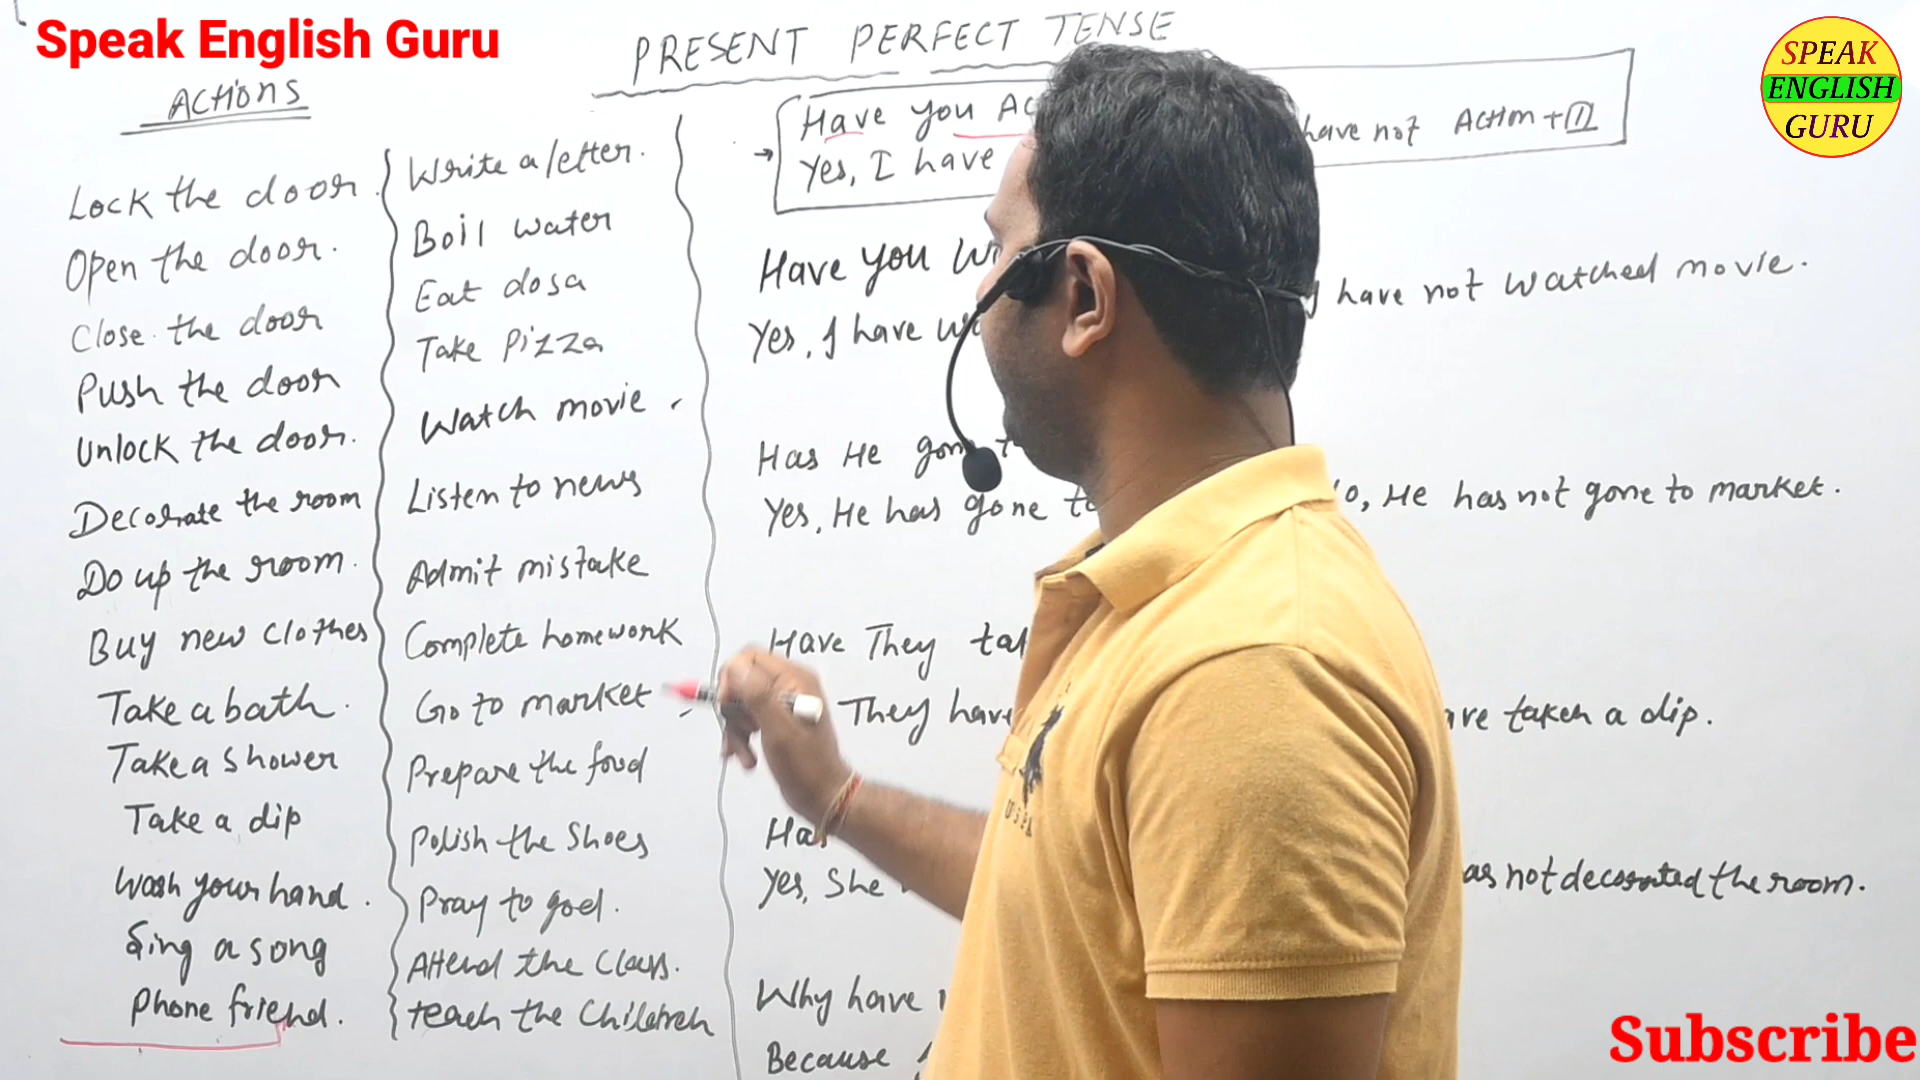 Speak English Guru
PRESENT PERFECT TENSE
SPEAK
ENGLISH
GURU
ACTIONS
Lock the door.
Open the door.
Close the door
Push the door
Unlock the door.
Decorate the room
Do up the room.
Buy new clothes
Take a bath.
Take a shower
Take a dip
Wash your hand.
Sing a song
Phone friend.
Write a letter.
Boil water
Eat dosa
Take Pizza
Watch movie
Listen to news
Admit mistake
Complete homework
Go to market
Prepare the food
Polish the shoes
Pray to god.
Attend the class.
teach the children
Have you
Yes, I have have not Action +
Have you
Yes, I have I have not watched movie.
Has He gone
Yes, He has gone to He has not gone to market.
Have They
They have taken a dip.
Yes, She not decorated the room.
Why have
Because
Subscribe